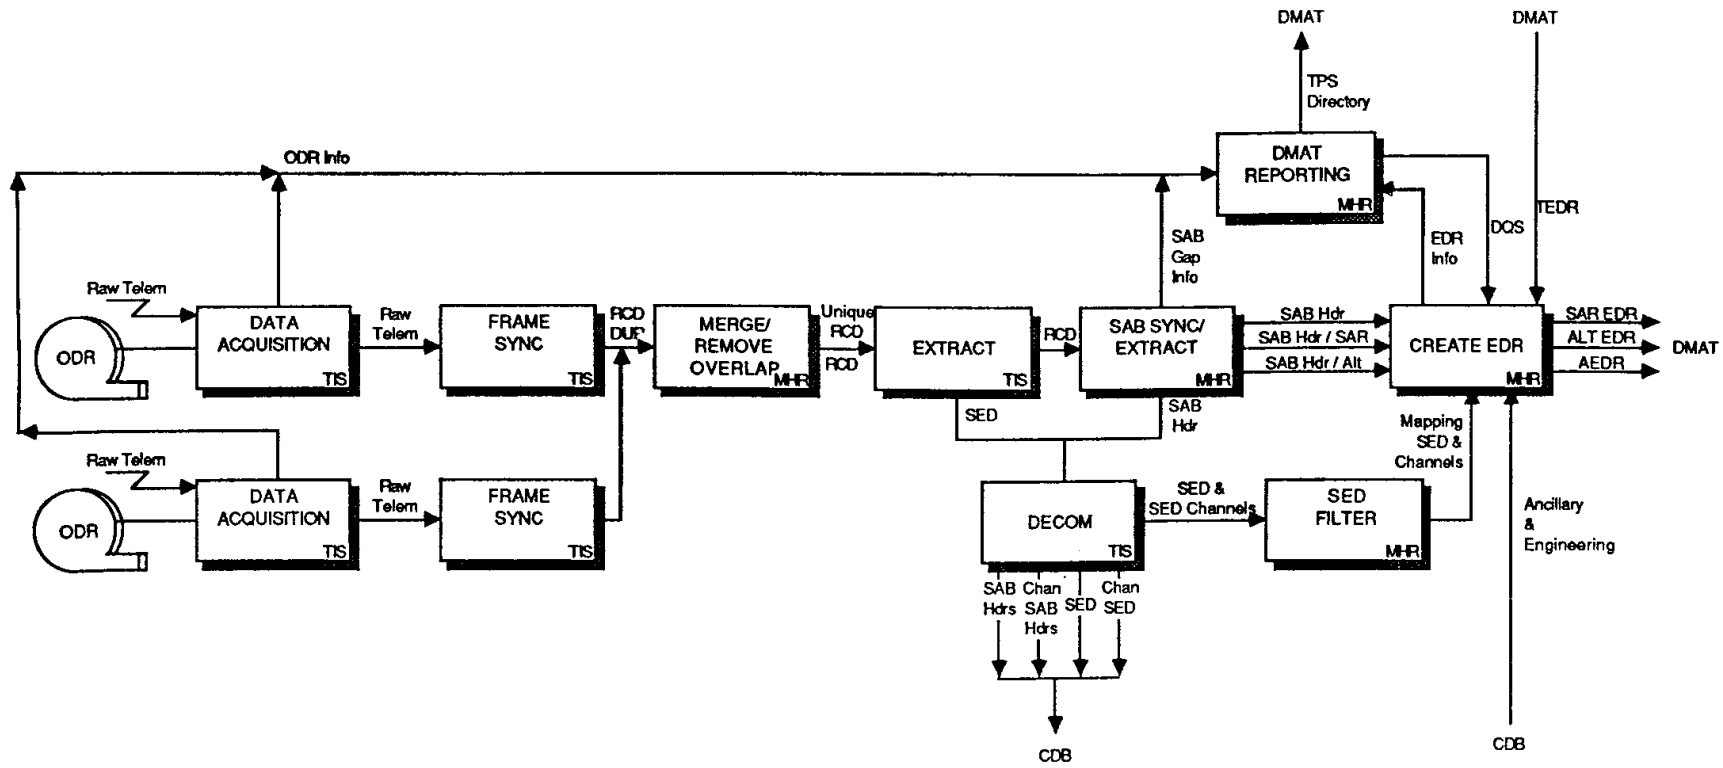 DMAT
DMAT
TPS
Directory
ODR Info
DMAT
REPORTING
MHR
TEDR
DQS
EDR
Info
SAB
Gap
Info
Raw Telem
ODR
DATA
ACQUISITION
TIS
Raw
Telem
FRAME
SYNC
TIS
RCD
DUP
MERGE/
REMOVE
OVERLAP
MHR
Unique
RCD
RCD
EXTRACT
TIS
RCD
SAB SYNC/
EXTRACT
MHR
SAB Hdr
SAB Hdr / SAR
SAB Hdr / Alt
CREATE EDR
MHR
SAR EDR
ALT EDR
AEDR
DMAT
SED
SAB
Hdr
Mapping
SED &
Channels
Raw Telem
ODR
DATA
ACQUISITION
TIS
Raw
Telem
FRAME
SYNC
TIS
DECOM
TIS
SED &
SED Channels
SED
FILTER
MHR
Ancillary
&
Engineering
SAB
Hdrs
Chan
SAB
Hdrs
SED
Chan
SED
CDB
CDB